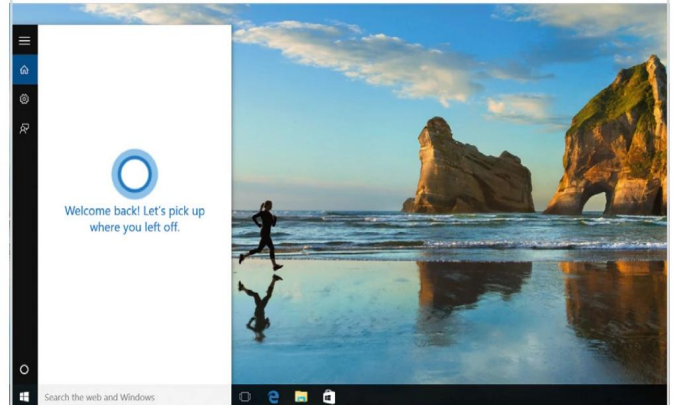 Welcome back! Let's pick up
where you left off.
Search the web and Windows